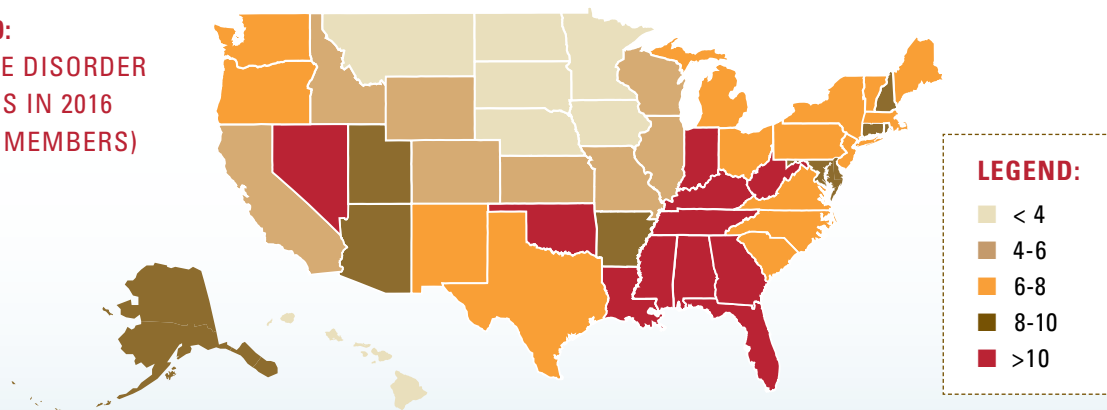 :
E DISORDER
S IN 2016
MEMBERS)
LEGEND:
< 4
4-6
6-8
8-10
>10